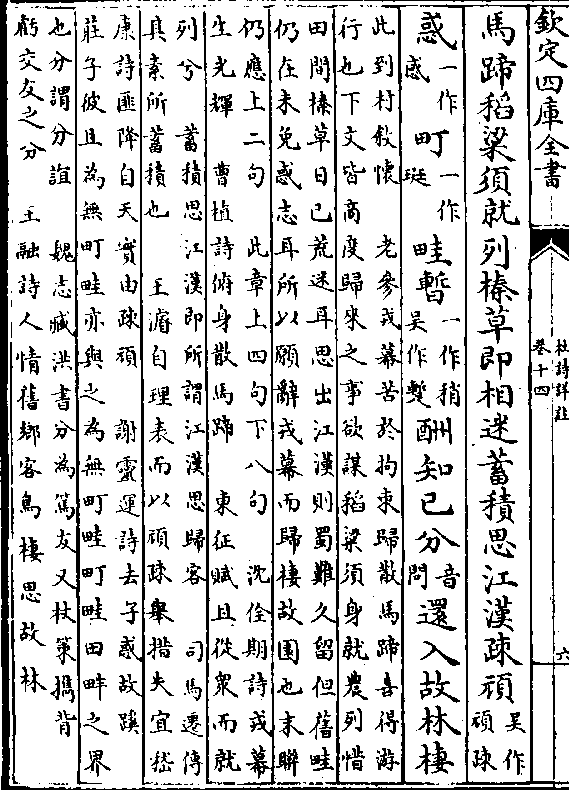 欽定四庫全書
杜詩詳註
卷十四
六
馬蹄稻粱須就列榛草即相迷蓄積思江漢疎頑吳作頑疎
惑一作感町一作珽畦暫一作稍吳作蹔酬知己分音問還入故林棲
此到村敘懷 老參戎幕苦於拘束歸散馬蹄喜得游
行也下文皆高度歸來之事欲謀稻粱須身就農列惜
田間榛草日已荒迷耳思出江漢則蜀難久留但舊畦
仍在未免惑志耳所以願辭戎幕而歸棲故園也末聯
仍應上二句 此章上四句下八句 沈佺期詩戎幕
生光輝 曹植詩俯身散馬蹄 東征賦且從衆而就
列兮 蓄積思江漢即所謂江漢思歸客 司馬遷傳
具素所蓄積也 王濬自理表而以頑疎舉措失宜嵇
康詩匪降自天實由疎頑 謝靈運詩去子惑故蹊
莊子彼且為無町畦亦與之為無町畦町畦田畔之界
也分謂分誼 魏志臧洪書分為篤友又杖策攜背
虧交友之分 王融詩人情舊鄉客鳥棲思故林